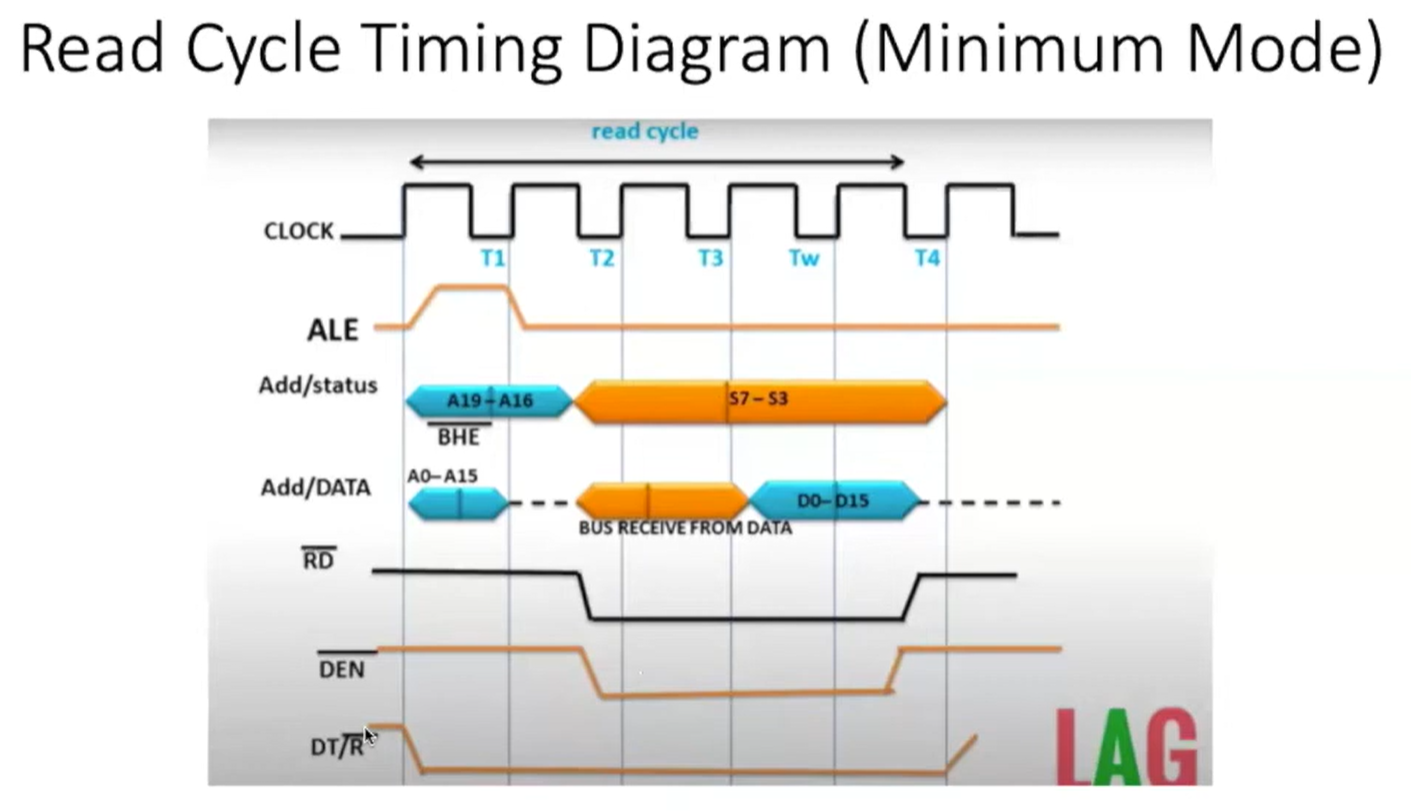 Read Cycle Timing Diagram (Minimum Mode)
read cycle
CLOCK
T1 T2 T3 Tw T4
ALE
Add/status
A19-A16 S7-S3
BHE
Add/DATA
A0-A15
D0-D15
BUS RECEIVE FROM DATA
RD
DEN
DT/R
LAG